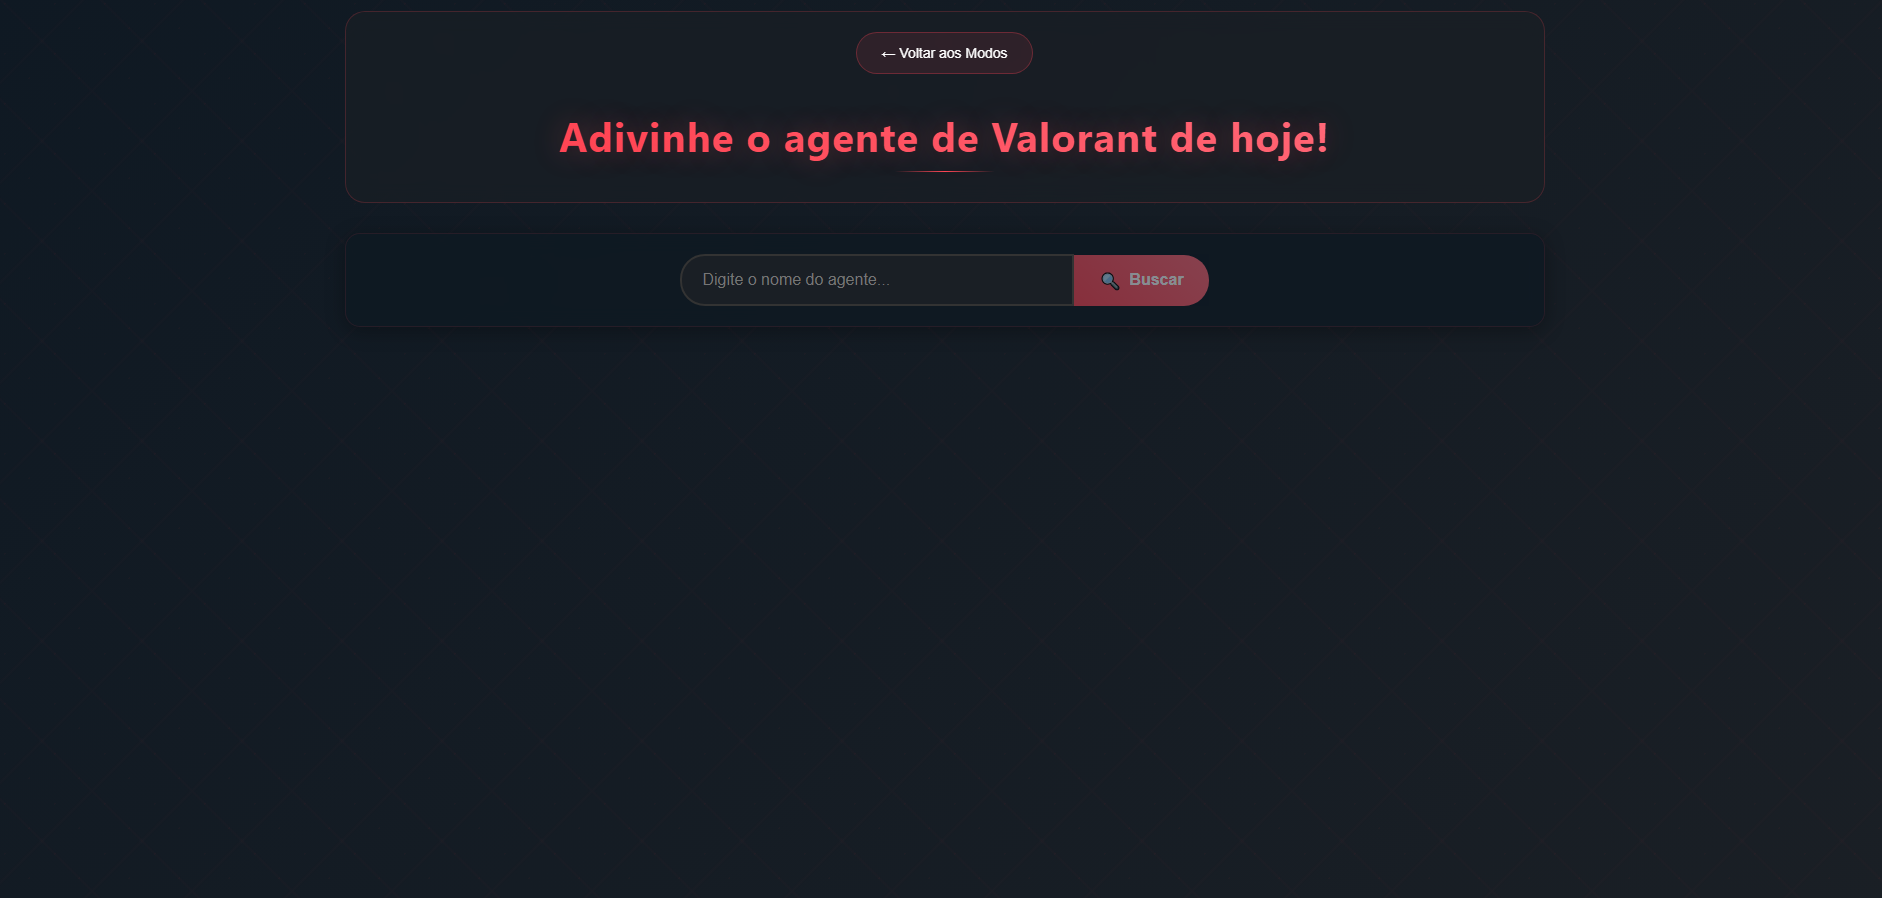 ← Voltar aos Modos
Adivinhe o agente de Valorant de hoje!
Digite o nome do agente...
🔍 Buscar